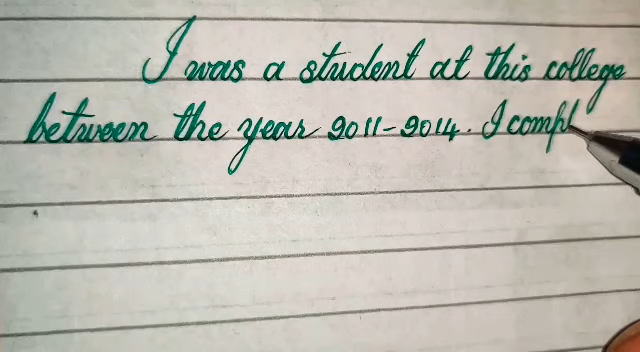 I was a student at this college
between the year 2011-2014. I compl